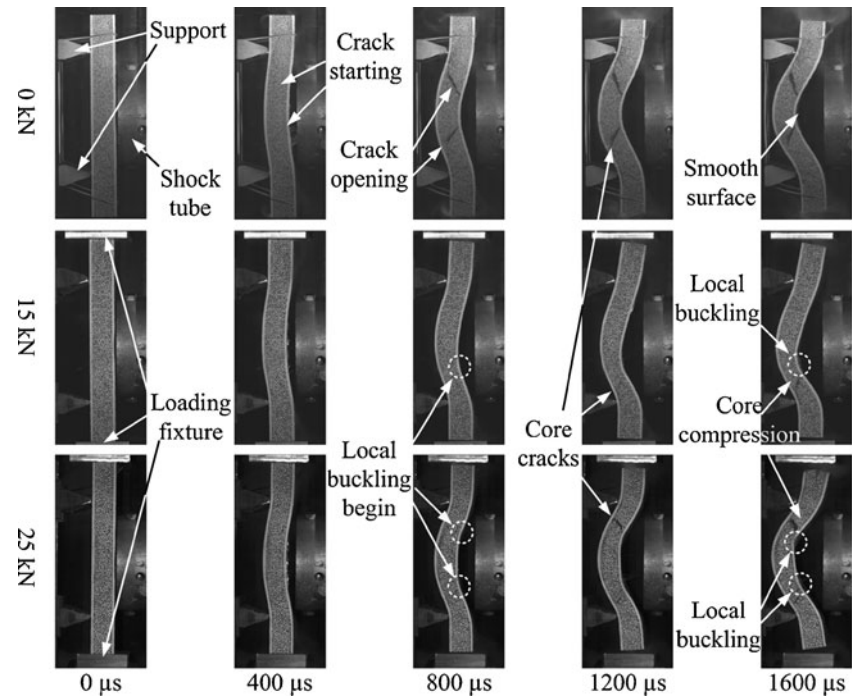 0 kN
Support
Shock
tube
Crack
starting
Crack
opening
Smooth
surface
15 kN
Loading
fixture
Local
buckling
begin
Core
cracks
Local
buckling
Core
compression
25 kN
Local
buckling
0 μs
400 μs
800 μs
1200 μs
1600 μs